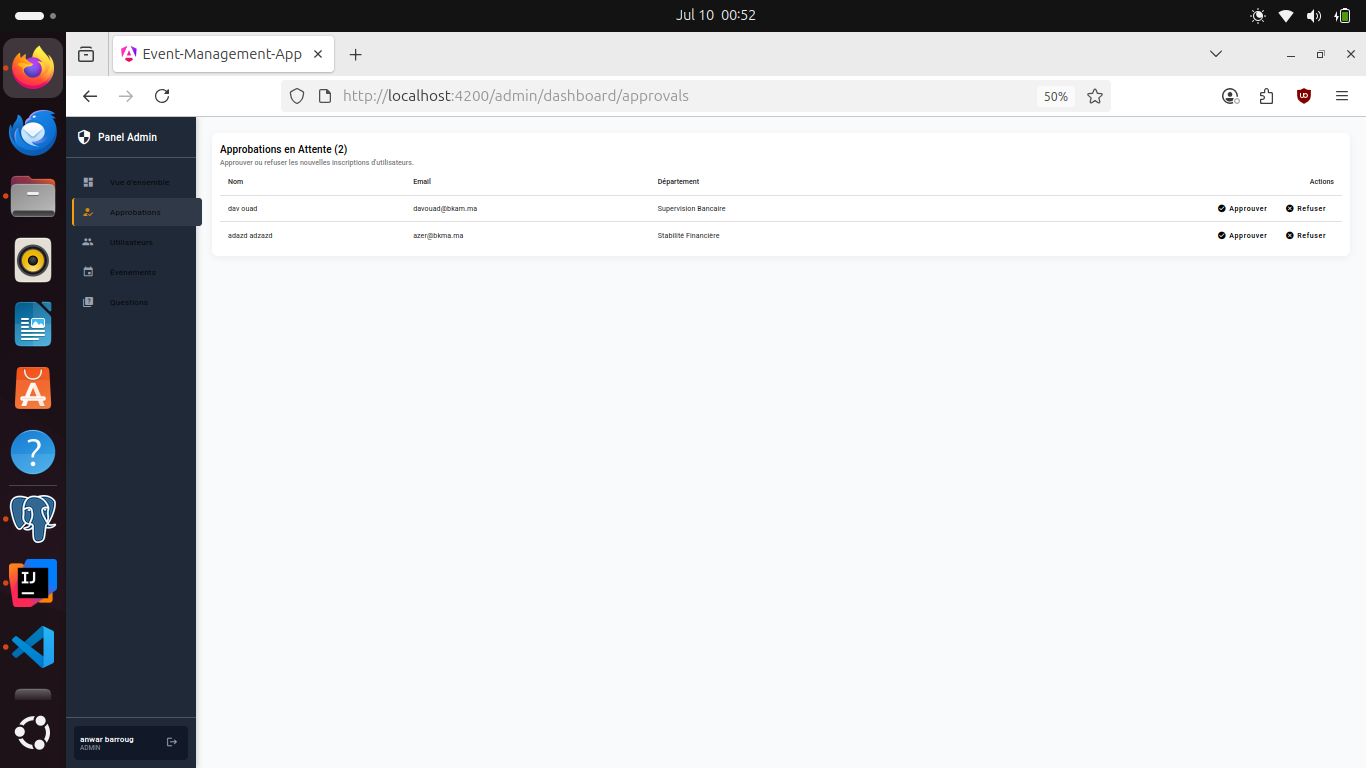 Jul 10 00:52
Event-Management-App
http://localhost:4200/admin/dashboard/approvals
50%
Panel Admin
Vue d'ensemble
Approbations
Utilisateurs
Événements
Questions
Approbations en Attente (2)
Approuver ou refuser les nouvelles inscriptions d'utilisateurs.
Nom Email Département Actions
dav ouad davouad@bkam.ma Supervision Bancaire Approuver Refuser
adazd adzazd azer@bkma.ma Stabilité Financière Approuver Refuser
anwar barroug
ADMIN
IJ